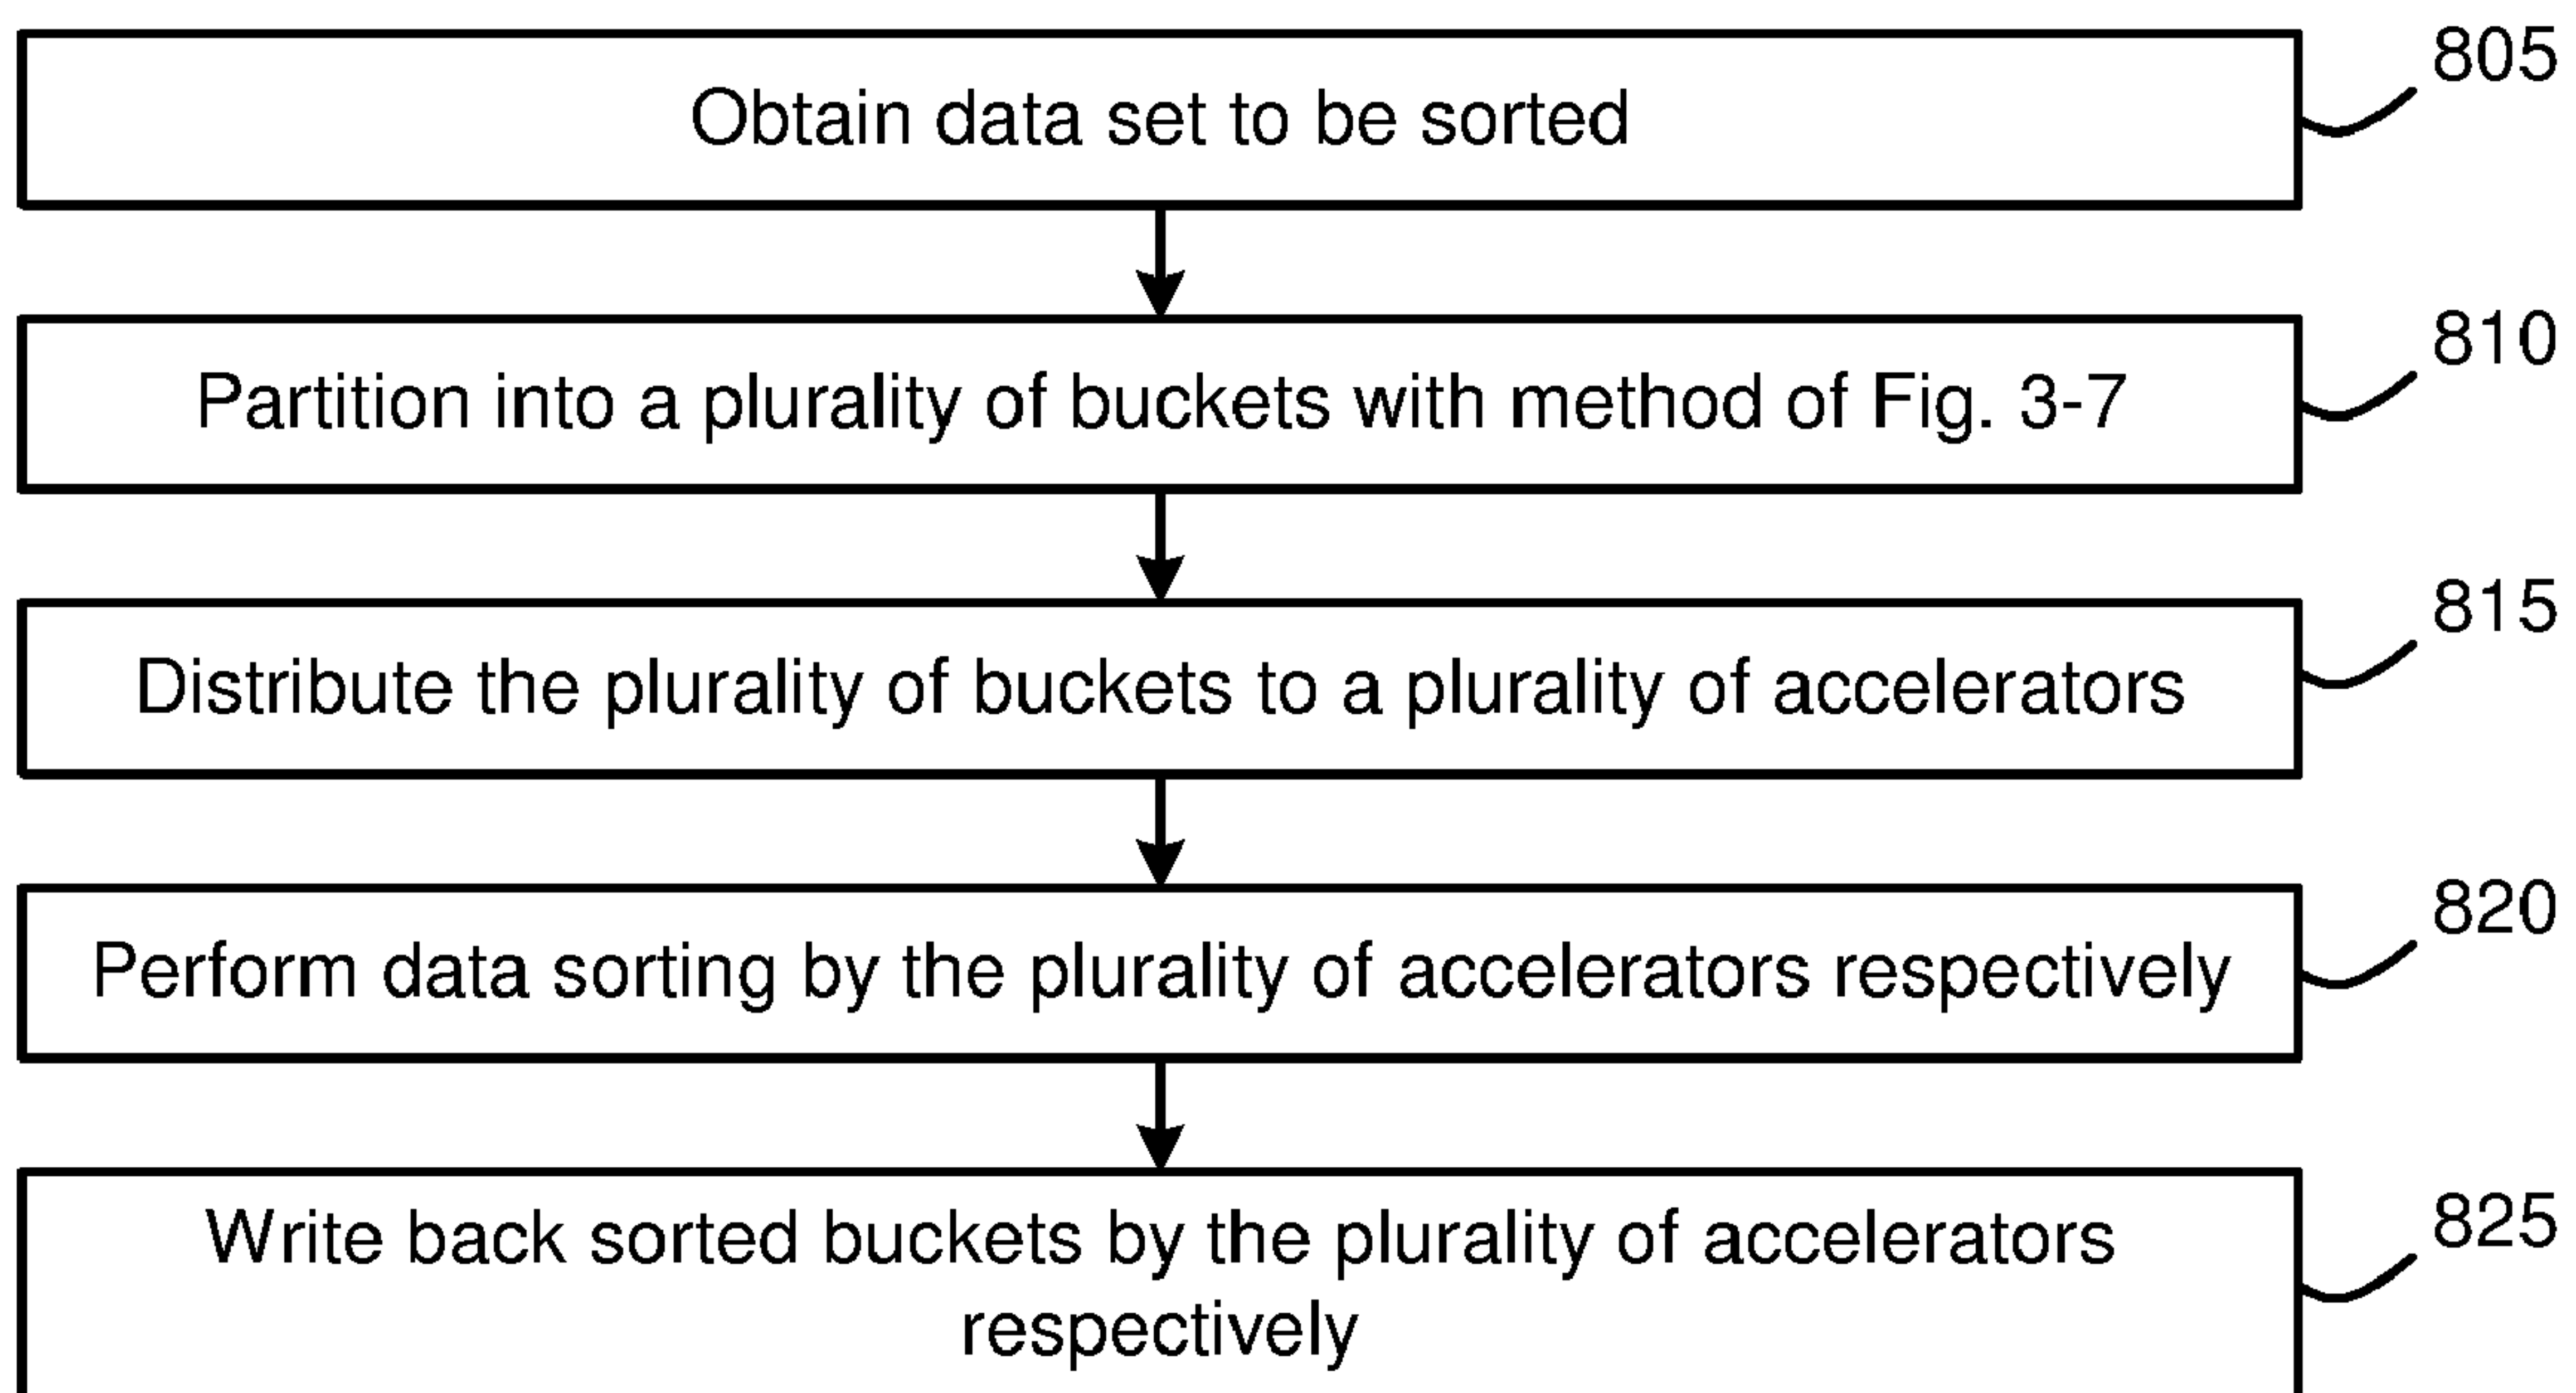 805
Obtain data set to be sorted
810
Partition into a plurality of buckets with method of Fig. 3-7
815
Distribute the plurality of buckets to a plurality of accelerators
820
Perform data sorting by the plurality of accelerators respectively
825
Write back sorted buckets by the plurality of accelerators
respectively